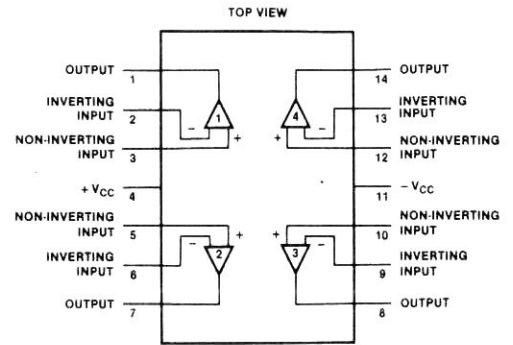 TOP VIEW
OUTPUT
1
INVERTING
INPUT
2
NON-INVERTING
INPUT
3
+ VCC
4
NON-INVERTING
INPUT
5
INVERTING
INPUT
6
OUTPUT
7
1
- +
4
+ -
2
- +
3
+ -
OUTPUT
14
INVERTING
INPUT
13
NON-INVERTING
INPUT
12
- VCC
11
NON-INVERTING
INPUT
10
INVERTING
INPUT
9
OUTPUT
8